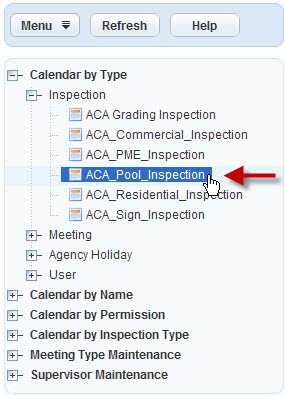 Menu Refresh Help
Calendar by Type
Inspection
ACA Grading Inspection
ACA_Commercial_Inspection
ACA_PME_Inspection
ACA_Pool_Inspection
ACA_Residential_Inspection
ACA_Sign_Inspection
Meeting
Agency Holiday
User
Calendar by Name
Calendar by Permission
Calendar by Inspection Type
Meeting Type Maintenance
Supervisor Maintenance